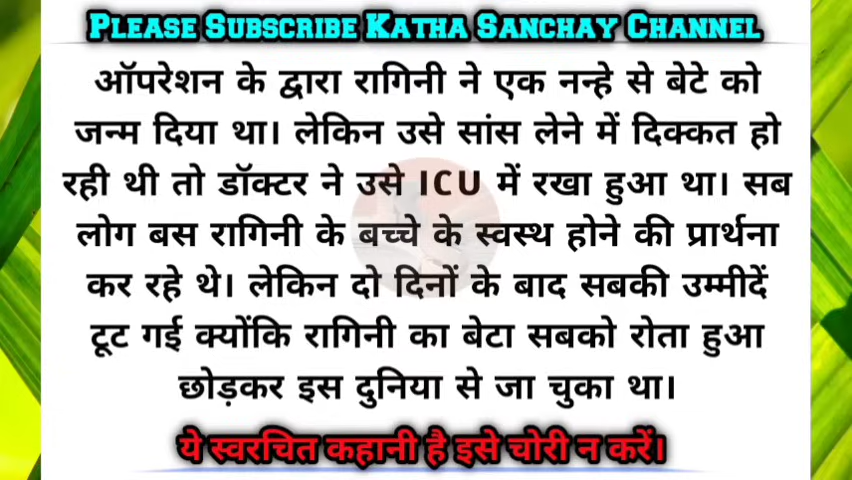 PLEASE SUBSCRIBE KATHA SANCHAY CHANNEL
ऑपरेशन के द्वारा रागिनी ने एक नन्हे से बेटे को
जन्म दिया था। लेकिन उसे सांस लेने में दिक्कत हो
रही थी तो डॉक्टर ने उसे ICU में रखा हुआ था। सब
लोग बस रागिनी के बच्चे के स्वस्थ होने की प्रार्थना
कर रहे थे। लेकिन दो दिनों के बाद सबकी उम्मीदें
टूट गई क्योंकि रागिनी का बेटा सबको रोता हुआ
छोड़कर इस दुनिया से जा चुका था।
ये स्वरचित कहानी है इसे चोरी न करें।